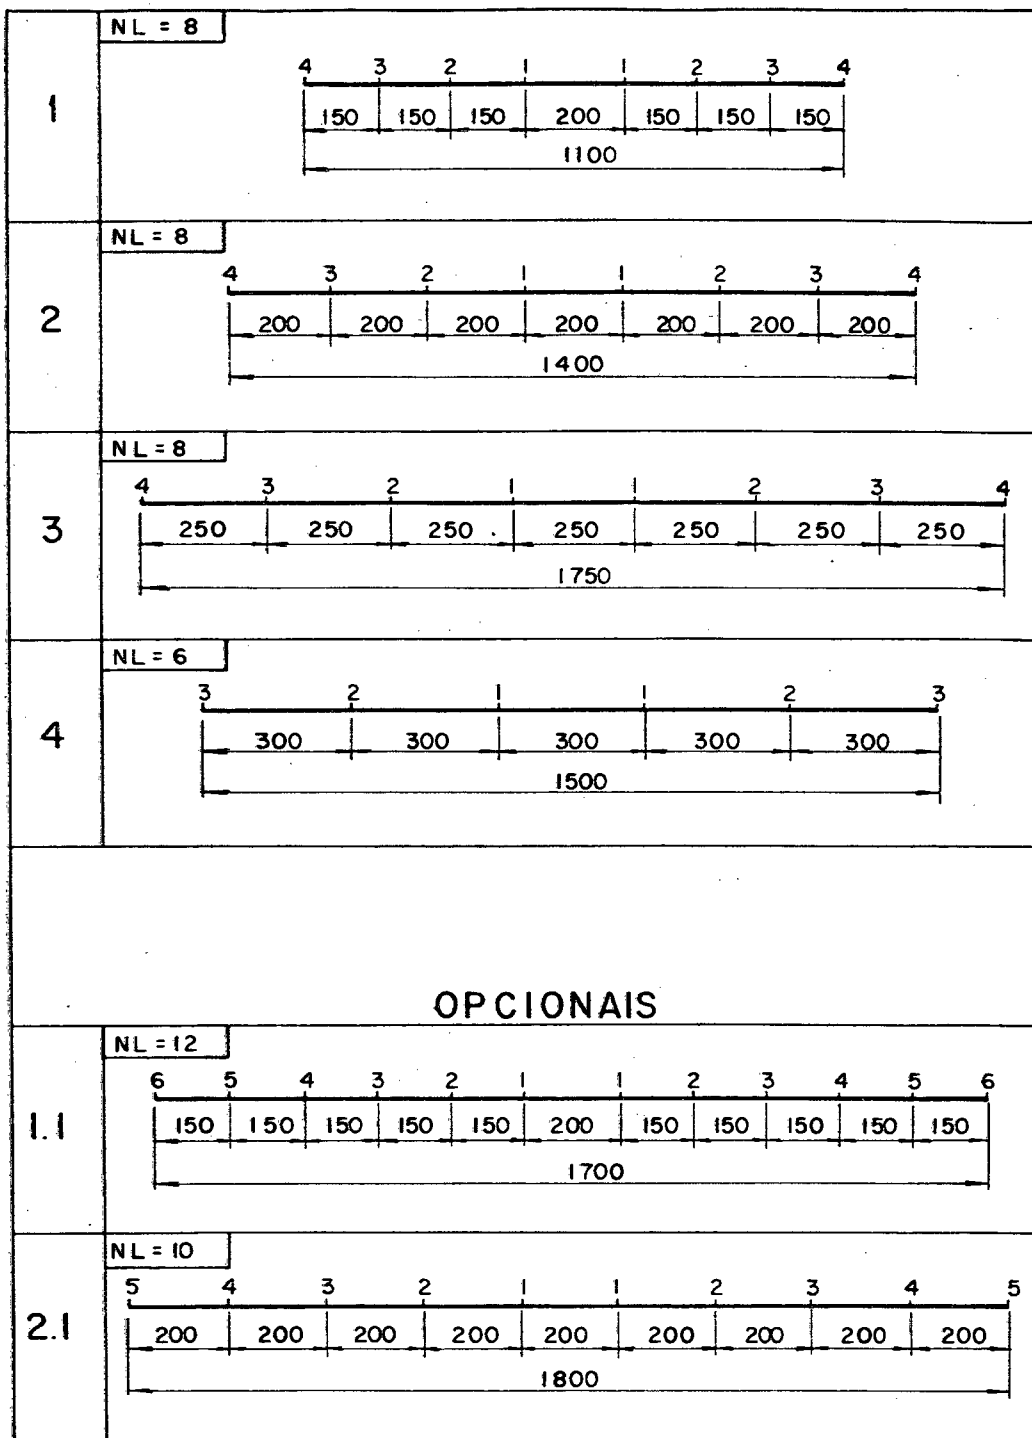 NL = 8
4 3 2 1 1 2 3 4
1
150 150 150 200 150 150 150
1100
NL = 8
4 3 2 1 1 2 3 4
2
200 200 200 200 200 200 200
1400
NL = 8
4 3 2 1 1 2 3 4
3
250 250 250 250 250 250 250
1750
NL = 6
3 2 1 1 2 3
4
300 300 300 300 300
1500
OPCIONAIS
NL = 12
6 5 4 3 2 1 1 2 3 4 5 6
1.1
150 150 150 150 150 200 150 150 150 150 150
1700
NL = 10
5 4 3 2 1 1 2 3 4 5
2.1
200 200 200 200 200 200 200 200 200
1800